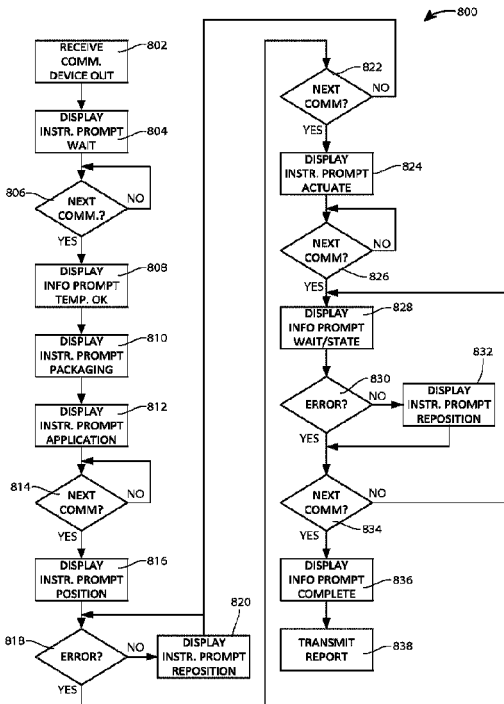 800
RECEIVE
COMM.
DEVICE OUT
802
DISPLAY
INSTR. PROMPT
WAIT
804
806
NEXT
COMM.?
NO
YES
DISPLAY
INFO PROMPT
TEMP. OK
808
DISPLAY
INSTR. PROMPT
PACKAGING
810
DISPLAY
INSTR. PROMPT
APPLICATION
812
814
NEXT
COMM?
NO
YES
DISPLAY
INSTR. PROMPT
POSITION
816
818
ERROR?
NO
YES
DISPLAY
INSTR. PROMPT
REPOSITION
820
822
NEXT
COMM?
NO
YES
DISPLAY
INSTR. PROMPT
ACTUATE
824
NEXT
COMM?
NO
826
YES
DISPLAY
INFO PROMPT
WAIT/STATE
828
830
ERROR?
NO
YES
832
DISPLAY
INSTR. PROMPT
REPOSITION
NEXT
COMM?
NO
834
YES
DISPLAY
INFO PROMPT
COMPLETE
836
TRANSMIT
REPORT
838